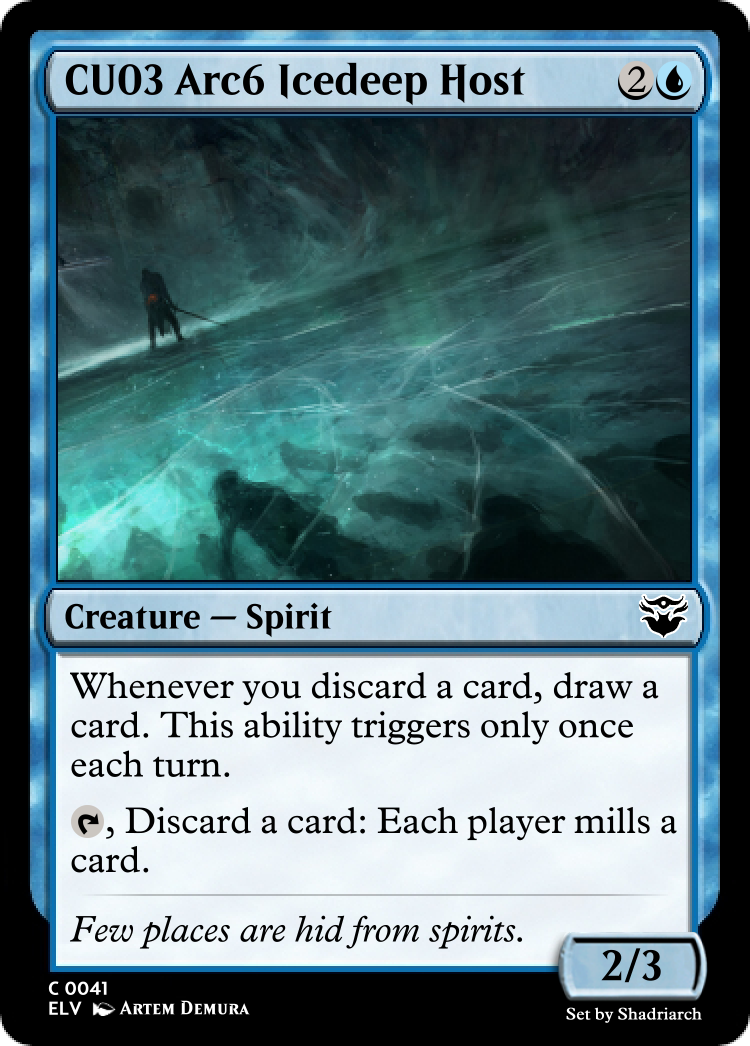 CU03 Arc6 Icedeep Host 2
Creature — Spirit
Whenever you discard a card, draw a
card. This ability triggers only once
each turn.
, Discard a card: Each player mills a
card.
Few places are hid from spirits.
2/3
C 0041
ELV Artem Demura
Set by Shadriarch